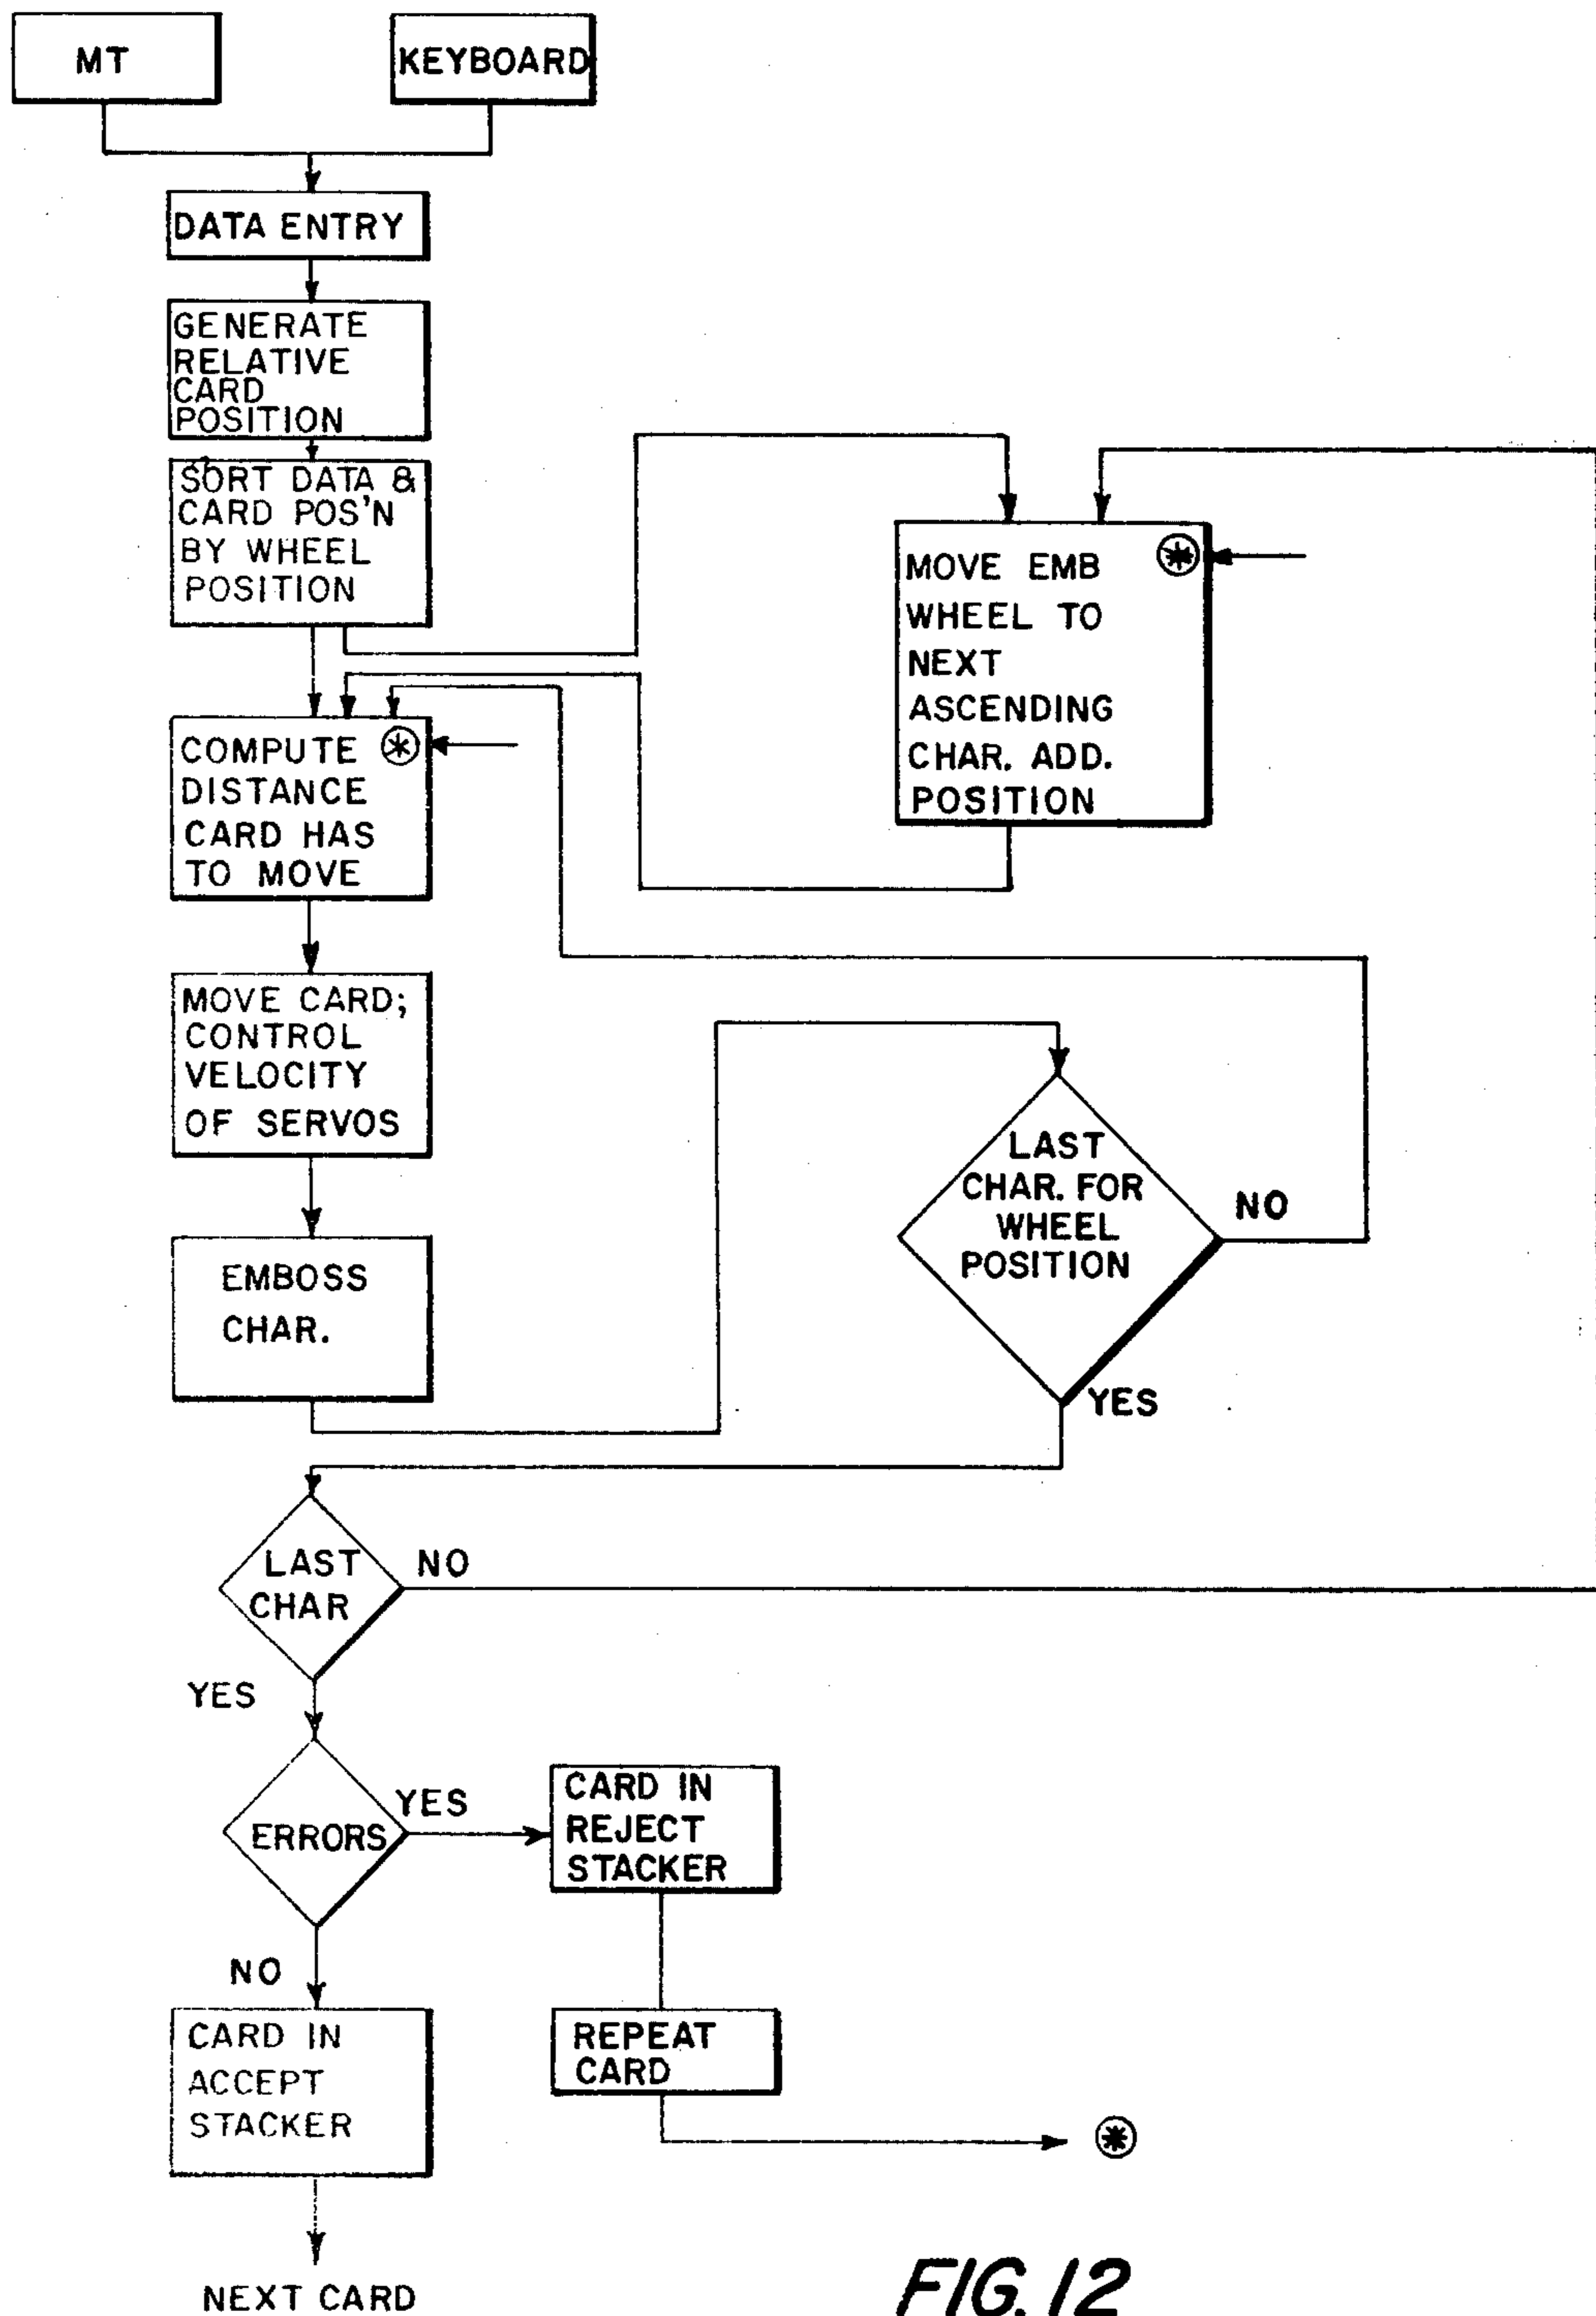 MT
KEYBOARD
DATA ENTRY
GENERATE
RELATIVE
CARD
POSITION
SORT DATA &
CARD POS'N
BY WHEEL
POSITION
MOVE EMB
WHEEL TO
NEXT
ASCENDING
CHAR. ADD.
POSITION
COMPUTE
DISTANCE
CARD HAS
TO MOVE
MOVE CARD;
CONTROL
VELOCITY
OF SERVOS
LAST
CHAR. FOR
WHEEL
POSITION
NO
YES
EMBOSS
CHAR.
LAST
CHAR
NO
YES
ERRORS
YES
NO
CARD IN
REJECT
STACKER
REPEAT
CARD
CARD IN
ACCEPT
STACKER
NEXT CARD
FIG. 12